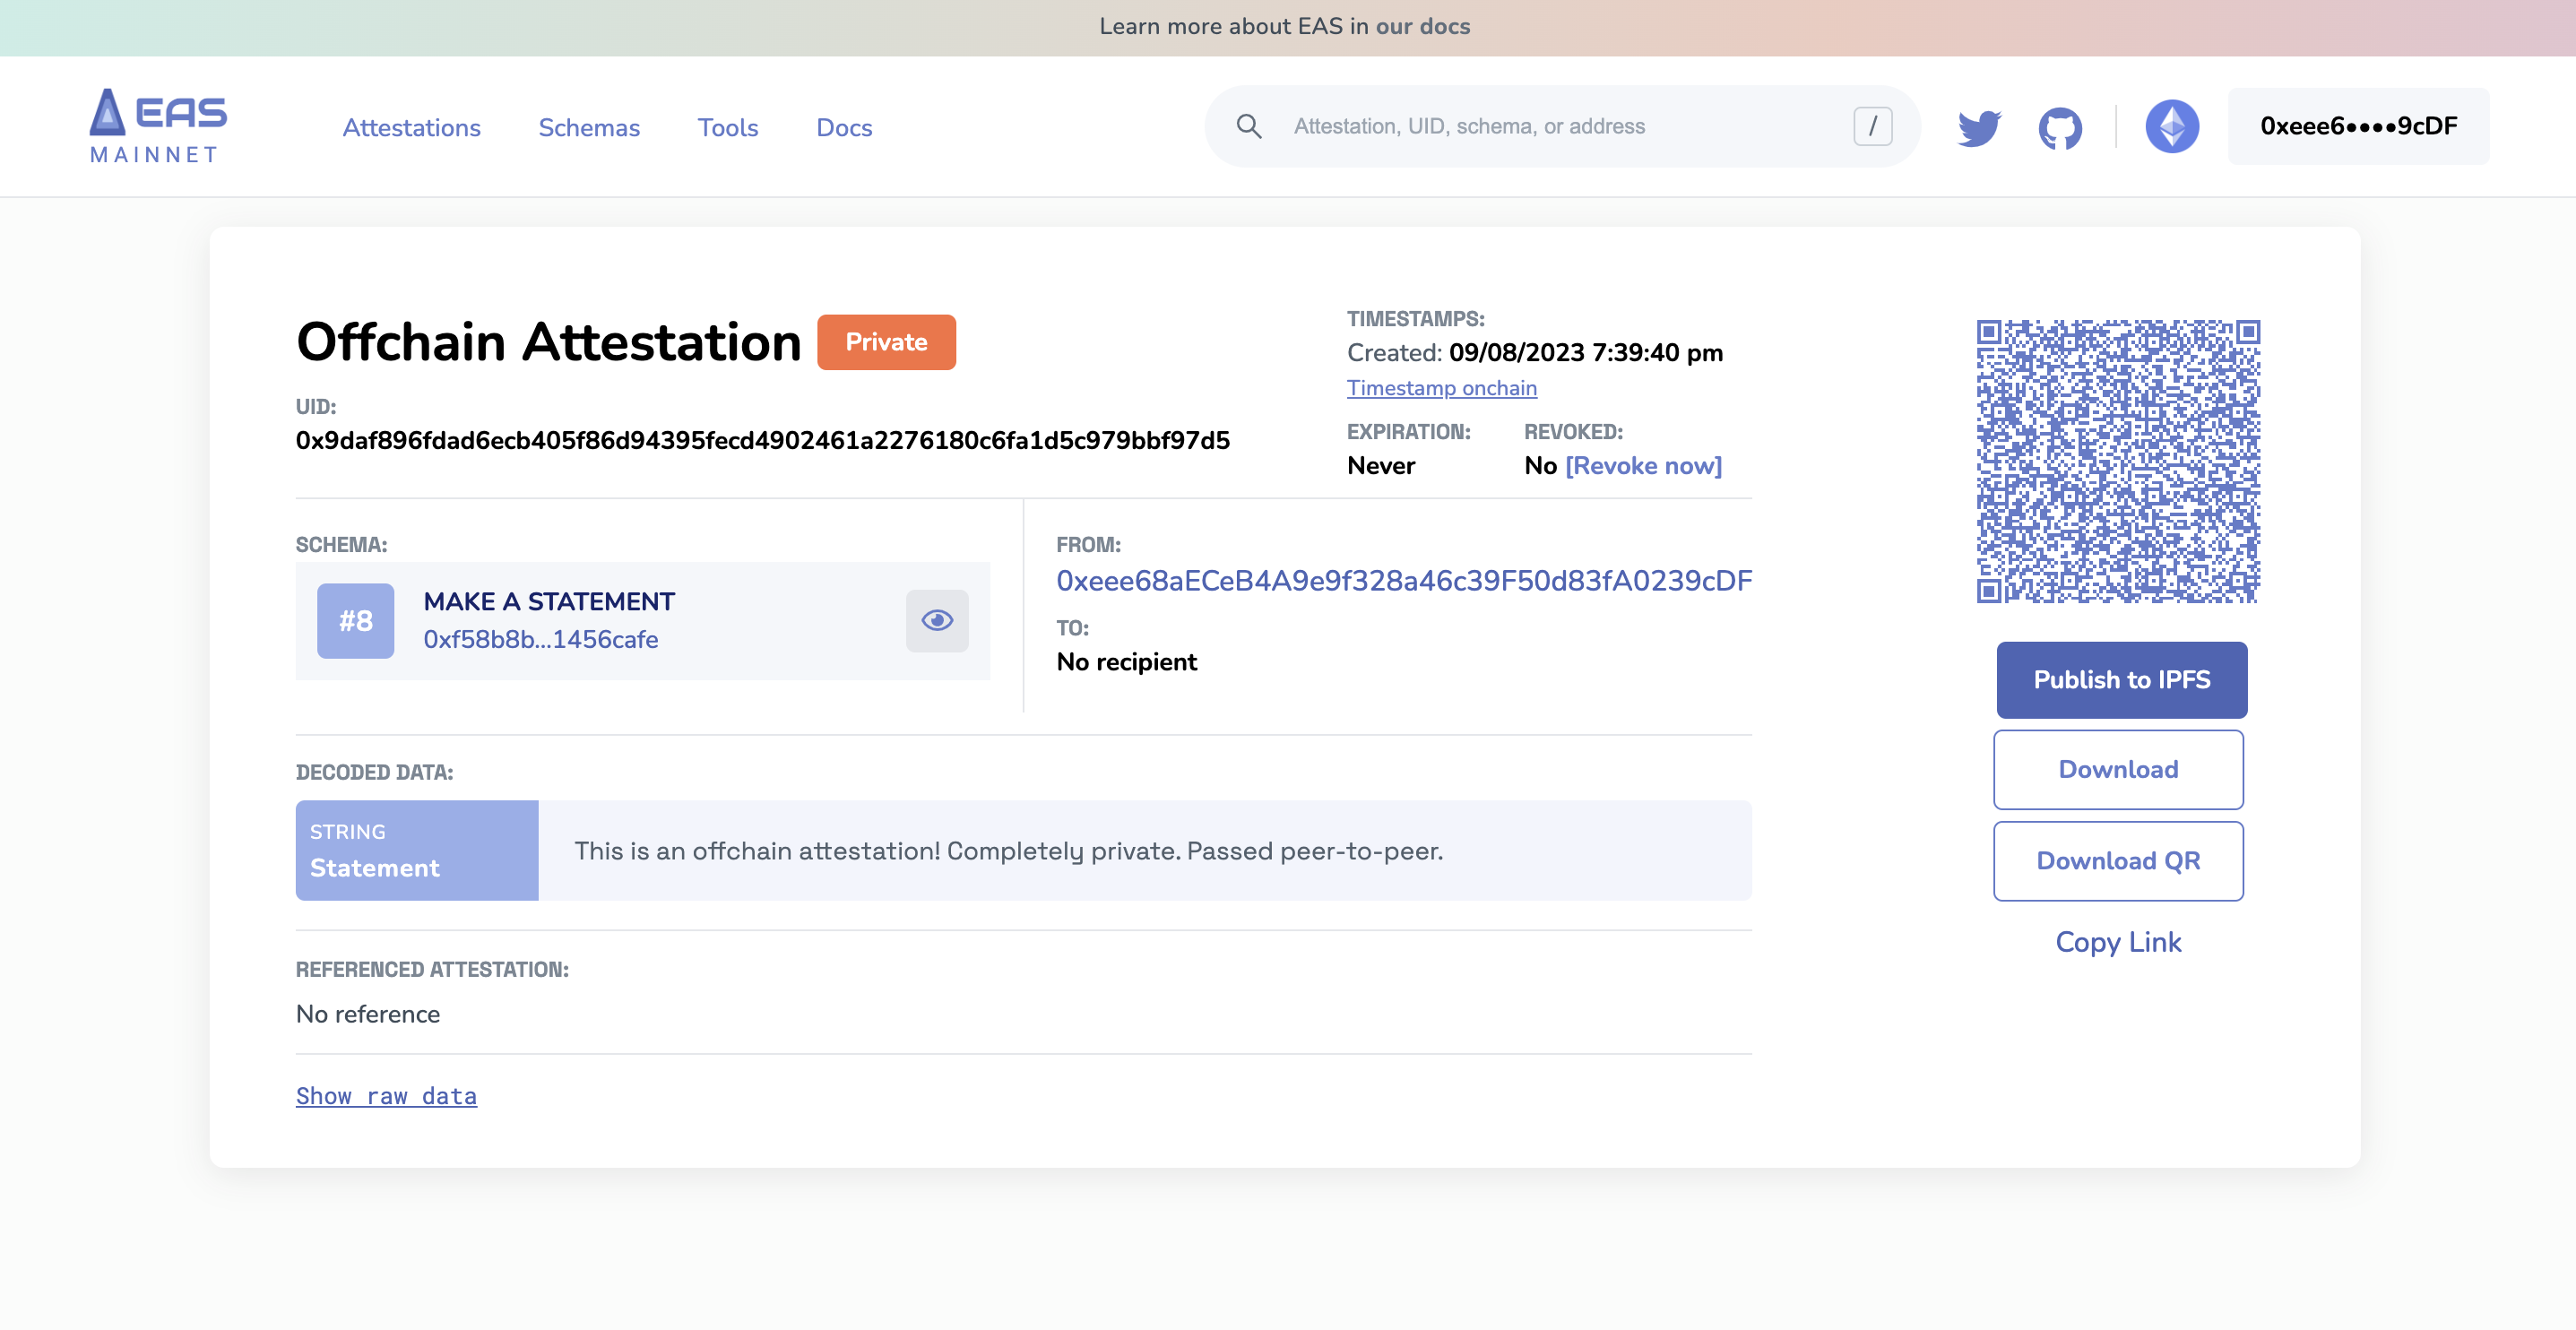 Learn more about EAS in our docs
EAS
MAINNET
Attestations
Schemas
Tools
Docs
Attestation, UID, schema, or address
/
0xeee6••••9cDF
Offchain Attestation
Private
UID:
0x9daf896fdad6ecb405f86d94395fecd4902461a2276180c6fa1d5c979bbf97d5
TIMESTAMPS:
Created: 09/08/2023 7:39:40 pm
Timestamp onchain
EXPIRATION:
Never
REVOKED:
No [Revoke now]
SCHEMA:
#8
MAKE A STATEMENT
0xf58b8b...1456cafe
FROM:
0xeee68aECeB4A9e9f328a46c39F50d83fA0239cDF
TO:
No recipient
DECODED DATA:
STRING
Statement
This is an offchain attestation! Completely private. Passed peer-to-peer.
REFERENCED ATTESTATION:
No reference
Show raw data
Publish to IPFS
Download
Download QR
Copy Link